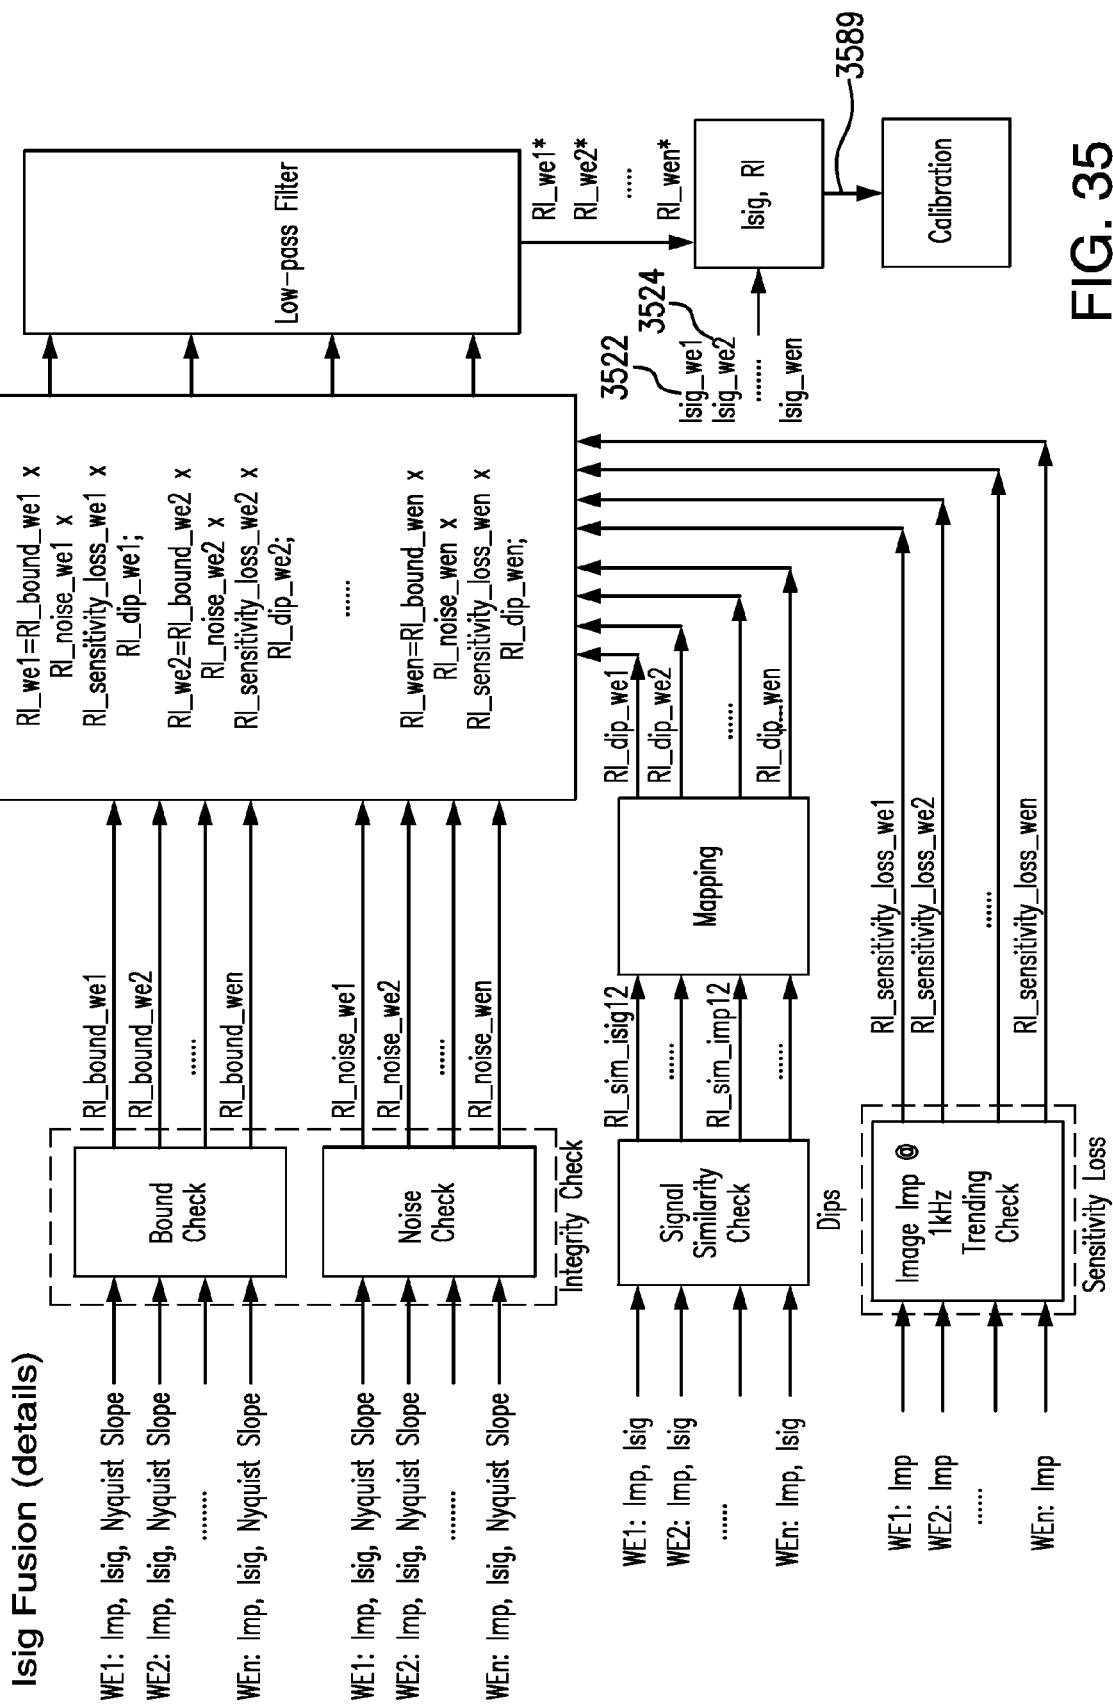 Isig Fusion (details)
WE1: Imp, Isig, Nyquist Slope
WE2: Imp, Isig, Nyquist Slope
........
WEn: Imp, Isig, Nyquist Slope
WE1: Imp, Isig, Nyquist Slope
WE2: Imp, Isig, Nyquist Slope
........
WEn: Imp, Isig, Nyquist Slope
WE1: Imp, Isig
WE2: Imp, Isig
......
WEn: Imp, Isig
WE1: Imp
WE2: Imp
......
WEn: Imp
Bound
Check
Noise
Check
Integrity Check
Signal
Similarity
Check
Dips
Image Imp @
1kHz
Trending
Check
Sensitivity Loss
RI_bound_we1
RI_bound_we2
......
RI_bound_wen
RI_noise_we1
RI_noise_we2
......
RI_noise_wen
RI_sim_isig12
......
RI_sim_imp12
......
Mapping
RI_dip_we1
RI_dip_we2
......
RI_dip_wen
RI_sensitivity_loss_we1
RI_sensitivity_loss_we2
......
RI_sensitivity_loss_wen
RI_we1=RI_bound_we1 x
RI_noise_we1 x
RI_sensitivity_loss_we1 x
RI_dip_we1;
RI_we2=RI_bound_we2 x
RI_noise_we2 x
RI_sensitivity_loss_we2 x
RI_dip_we2;
......
RI_wen=RI_bound_wen x
RI_noise_wen x
RI_sensitivity_loss_wen x
RI_dip_wen;
Low-pass Filter
RI_we1*
RI_we2*
.....
RI_wen*
3522
3524
Isig_we1
Isig_we2
.......
Isig_wen
Isig, RI
3589
Calibration
FIG. 35